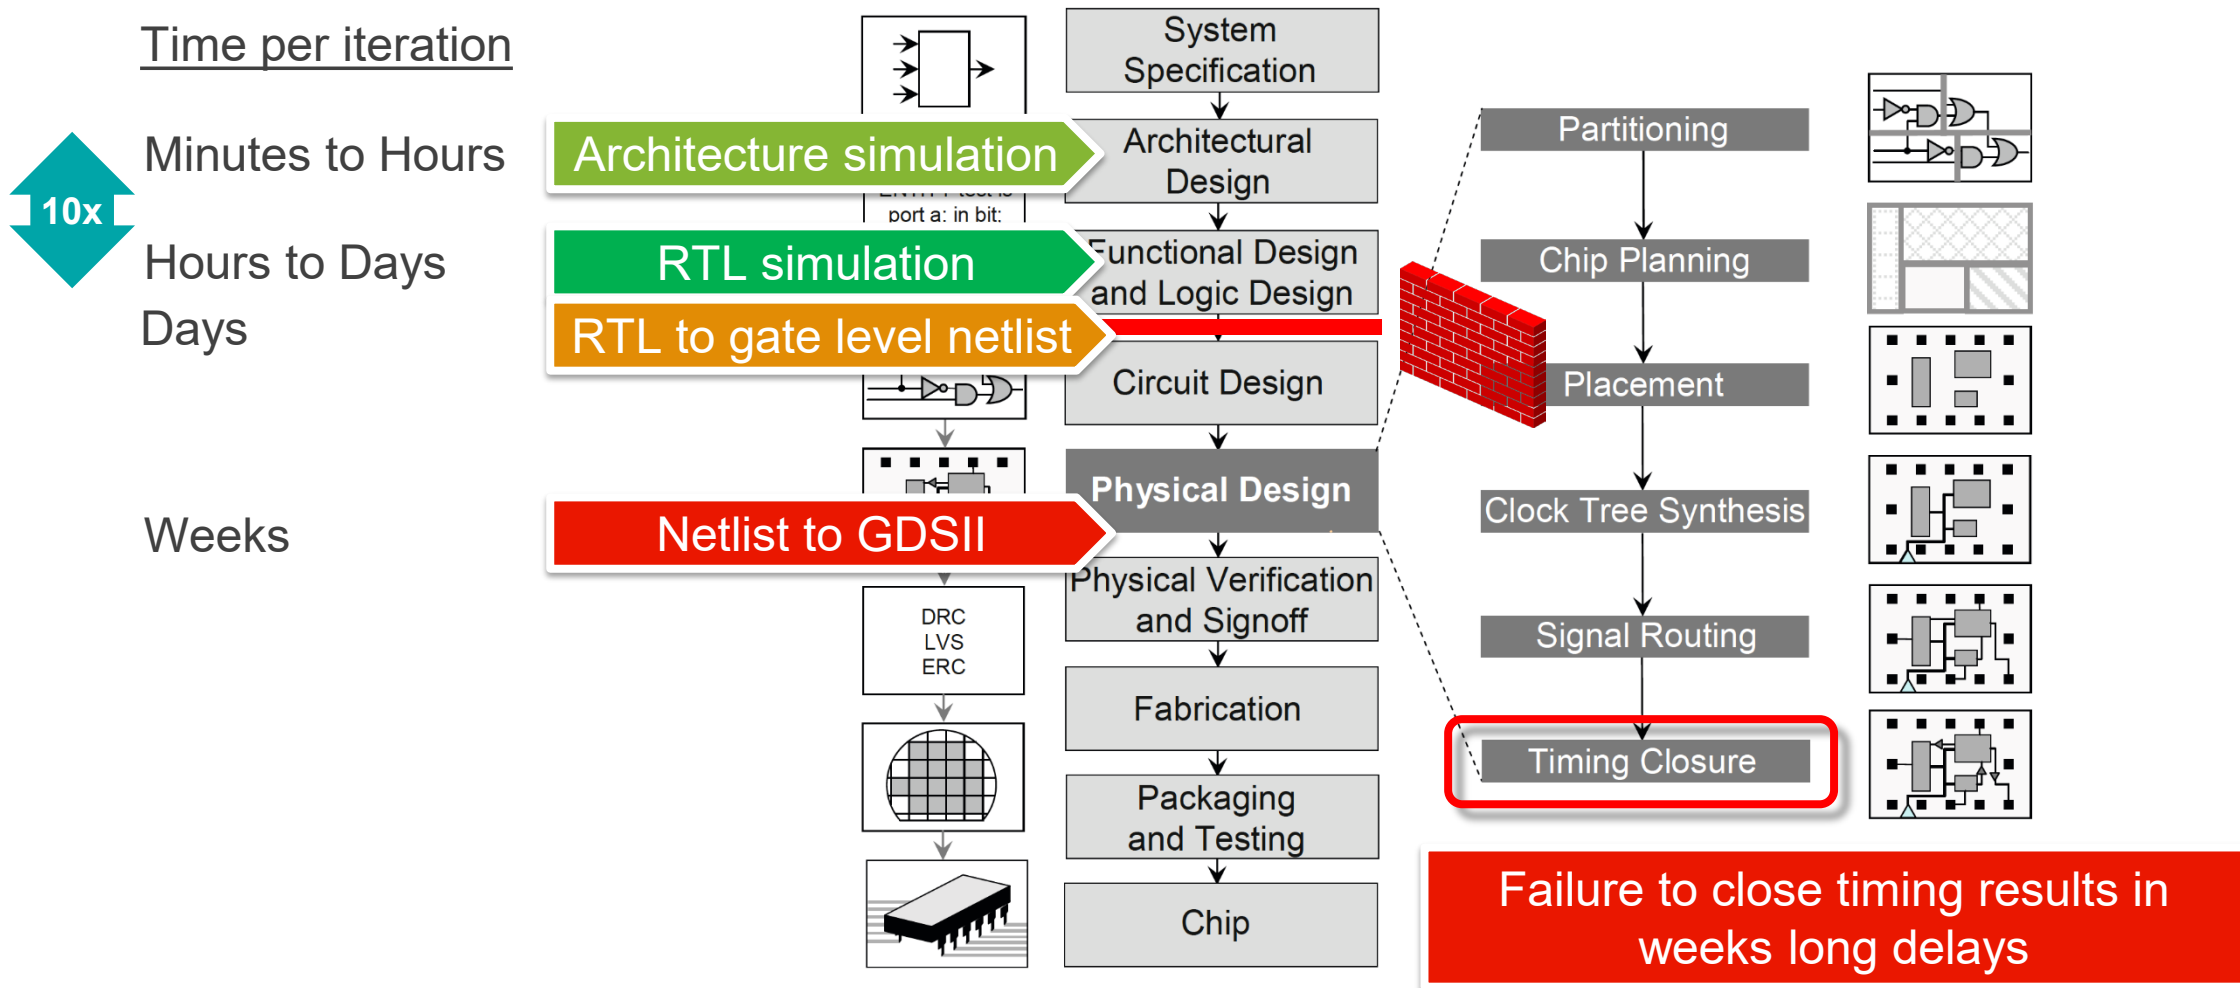 Time per iteration
Minutes to Hours
10x
Hours to Days
Days
Weeks
Architecture simulation
port a: in bit;
RTL simulation
RTL to gate level netlist
Netlist to GDSII
DRC
LVS
ERC
System
Specification
Architectural
Design
Functional Design
and Logic Design
Circuit Design
Physical Design
Physical Verification
and Signoff
Fabrication
Packaging
and Testing
Chip
Partitioning
Chip Planning
Placement
Clock Tree Synthesis
Signal Routing
Timing Closure
Failure to close timing results in
weeks long delays